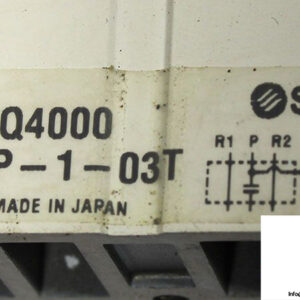 Q4000
P-1-03T
MADE IN JAPAN
S
R1 P R2